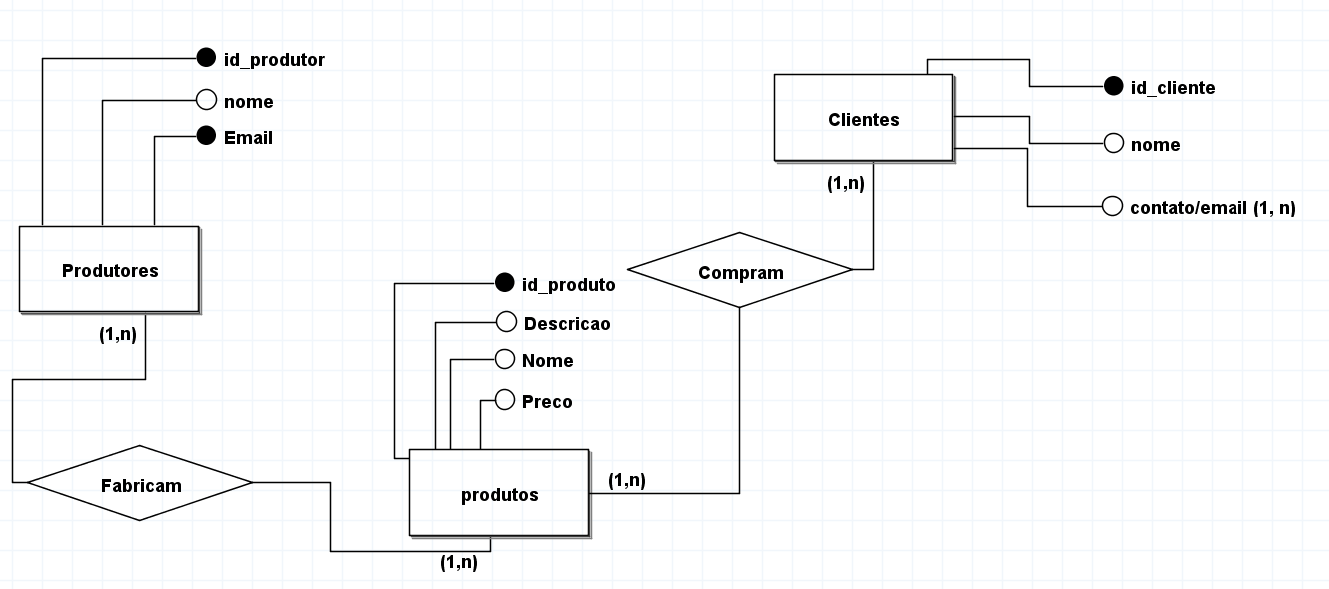 id_produtor
nome
Email
Produtores
(1,n)
Fabricam
id_produto
Descricao
Nome
Preco
produtos
(1,n)
(1,n)
Compram
Clientes
(1,n)
id_cliente
nome
contato/email (1, n)